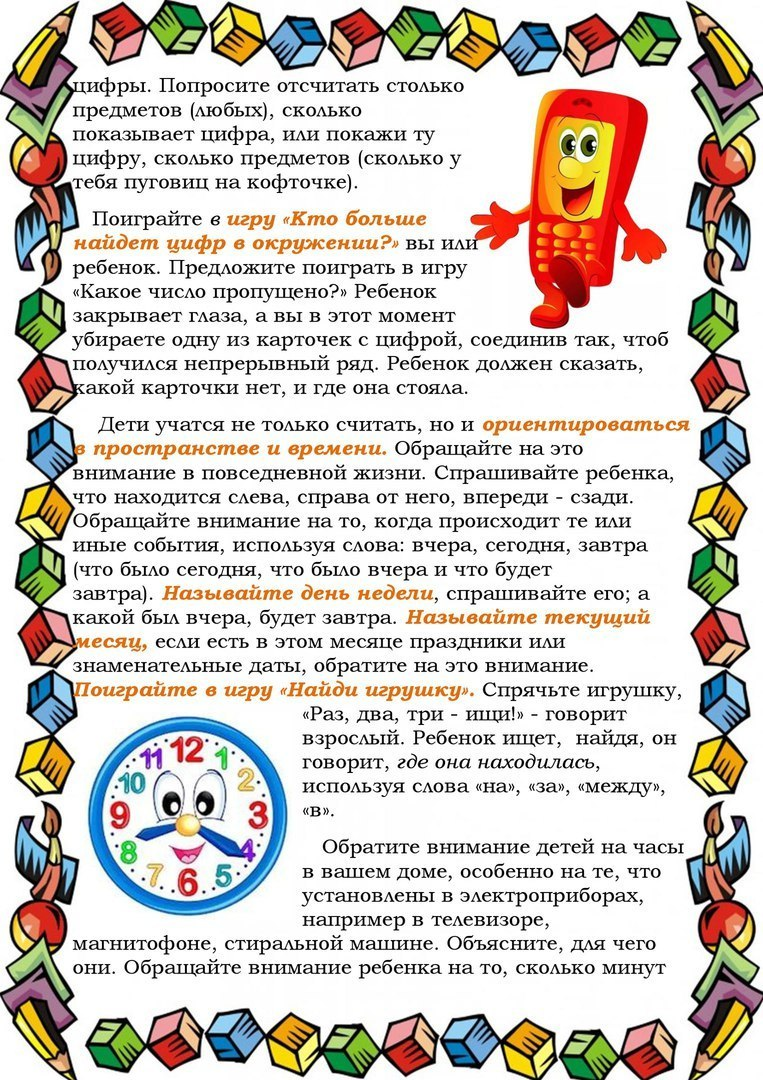 цифры. Попросите отсчитать столько
предметов (любых), сколько
показывает цифра, или покажи ту
цифру, сколько предметов (сколько у
тебя пуговиц на кофточке).
Поиграйте в игру «Кто больше
найдет цифр в окружении?» вы или
ребенок. Предложите поиграть в игру
«Какое число пропущено?» Ребенок
закрывает глаза, а вы в этот момент
убираете одну из карточек с цифрой, соединив так, чтоб
получился непрерывный ряд. Ребенок должен сказать,
какой карточки нет, и где она стояла.
Дети учатся не только считать, но и ориентироваться
в пространстве и времени. Обращайте на это
внимание в повседневной жизни. Спрашивайте ребенка,
что находится слева, справа от него, впереди - сзади.
Обращайте внимание на то, когда происходит те или
иные события, используя слова: вчера, сегодня, завтра
(что было сегодня, что было вчера и что будет
завтра). Называйте день недели, спрашивайте его; а
какой был вчера, будет завтра. Называйте текущий
месяц, если есть в этом месяце праздники или
знаменательные даты, обратите на это внимание.
Поиграйте в игру «Найди игрушку». Спрячьте игрушку,
«Раз, два, три - ищи!» - говорит
взрослый. Ребенок ищет, найдя, он
говорит, где она находилась,
используя слова «на», «за», «между»,
«в».
12
1
2
3
4
5
6
7
8
9
10
11
Обратите внимание детей на часы
в вашем доме, особенно на те, что
установлены в электроприборах,
например в телевизоре,
магнитофоне, стиральной машине. Объясните, для чего
они. Обращайте внимание ребенка на то, сколько минут